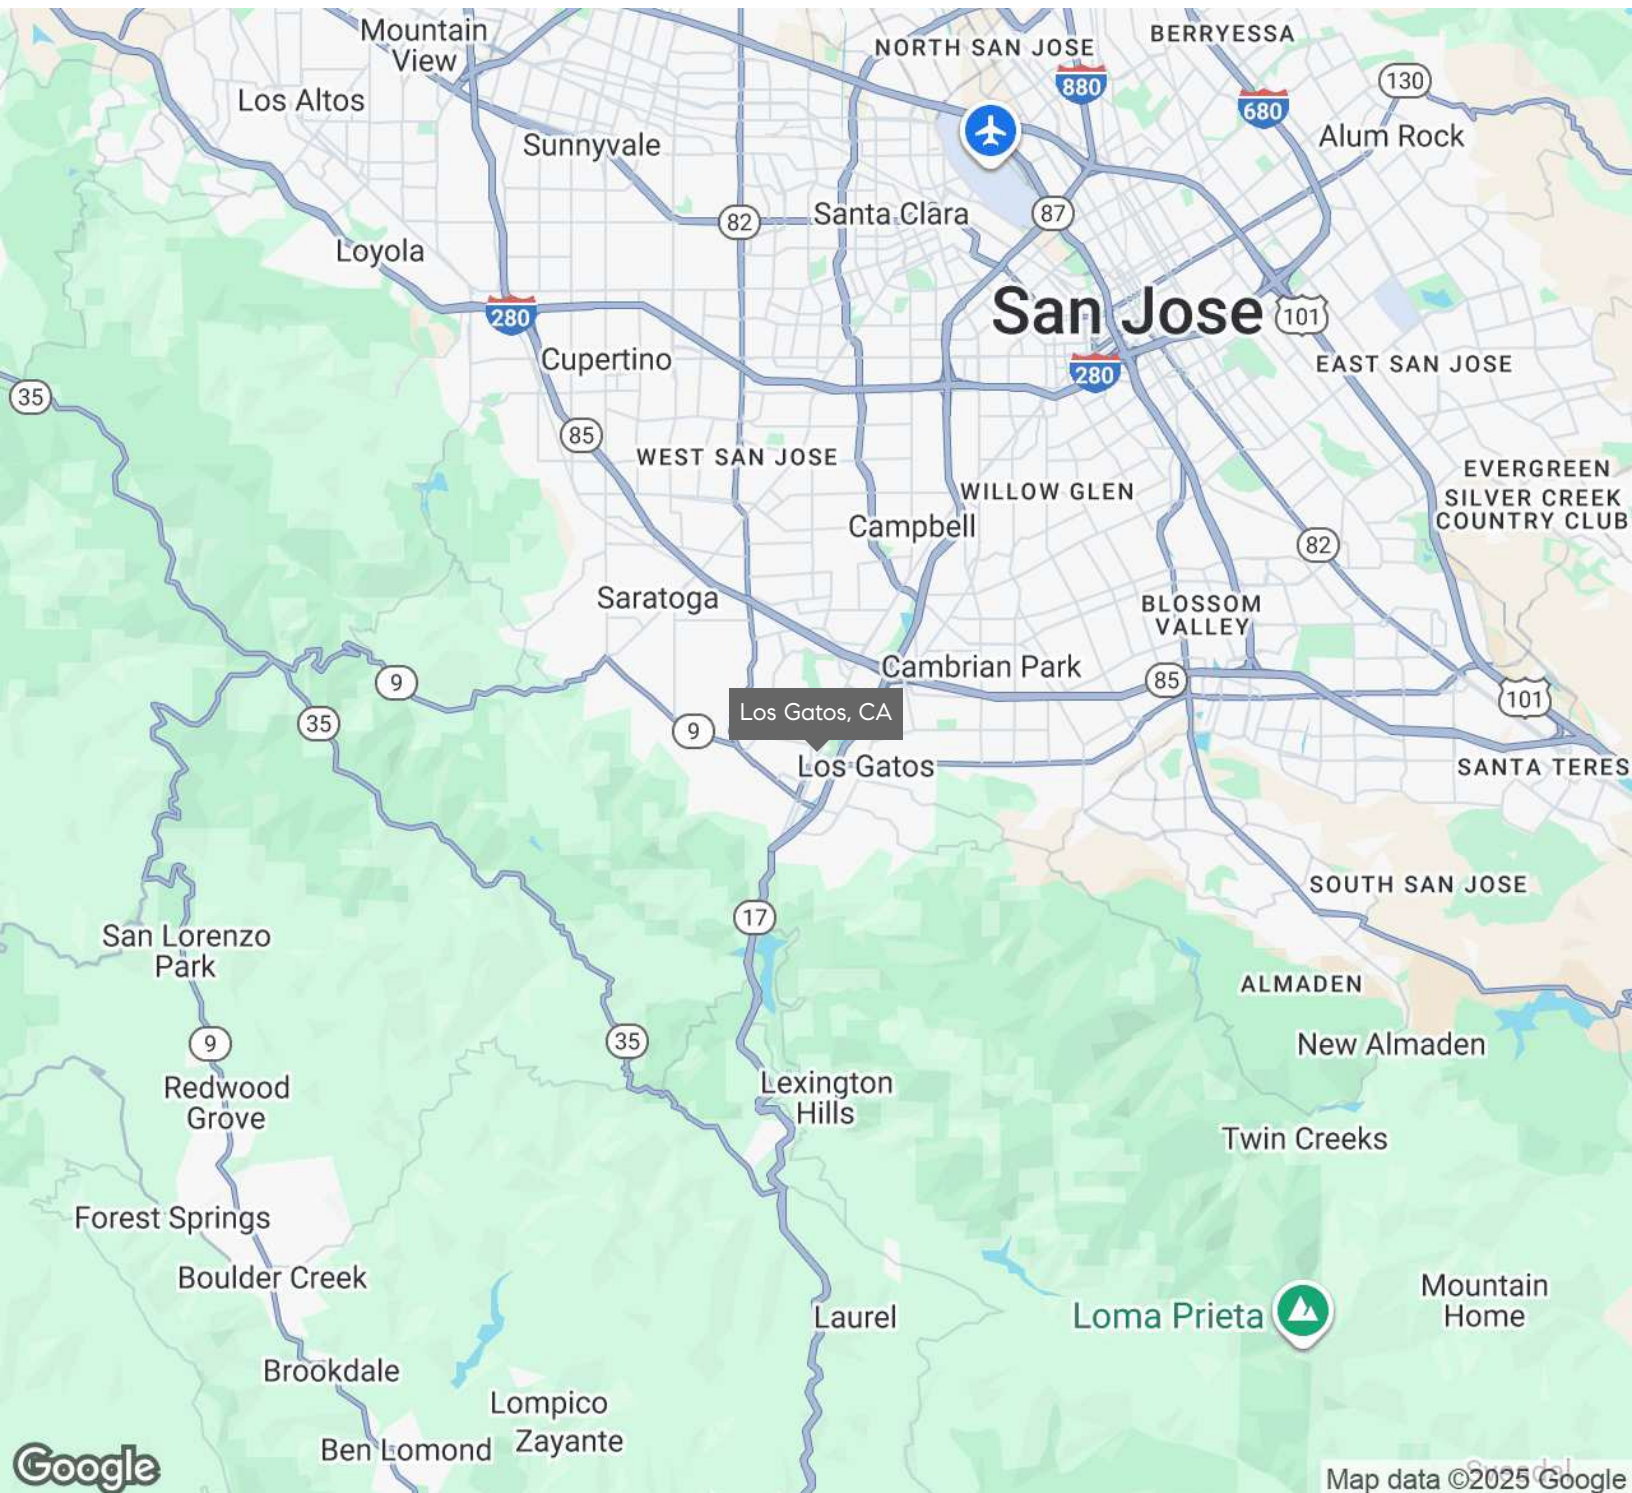 Mountain
View
NORTH SAN JOSE
BERRYESSA
880
130
680
Los Altos
Sunnyvale
Alum Rock
82
Santa Clara
87
Loyola
280
San Jose
101
Cupertino
280
EAST SAN JOSE
35
85
WEST SAN JOSE
WILLOW GLEN
EVERGREEN
SILVER CREEK
COUNTRY CLUB
Campbell
82
Saratoga
BLOSSOM
VALLEY
9
Cambrian Park
85
101
Los Gatos, CA
35
9
Los Gatos
SANTA TERES
SOUTH SAN JOSE
17
San Lorenzo
Park
ALMADEN
9
35
New Almaden
Redwood
Grove
Lexington
Hills
Twin Creeks
Forest Springs
Boulder Creek
Mountain
Home
Laurel
Loma Prieta
Brookdale
Lompico
Zayante
Ben Lomond
Google
Map data ©2025 Google